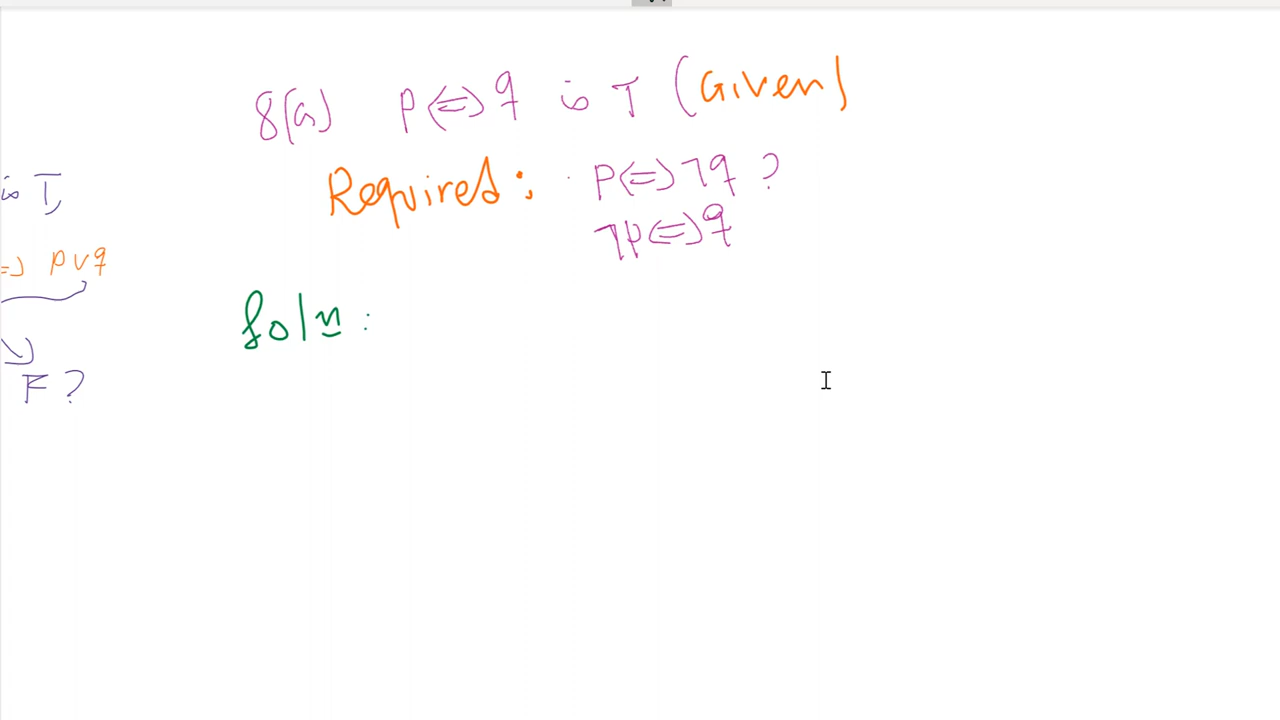 8(a) p⇔q is T (Given)
Required: p⇔¬q ?
is T,
¬p⇔q
=> p∨q
Soln:
F ?